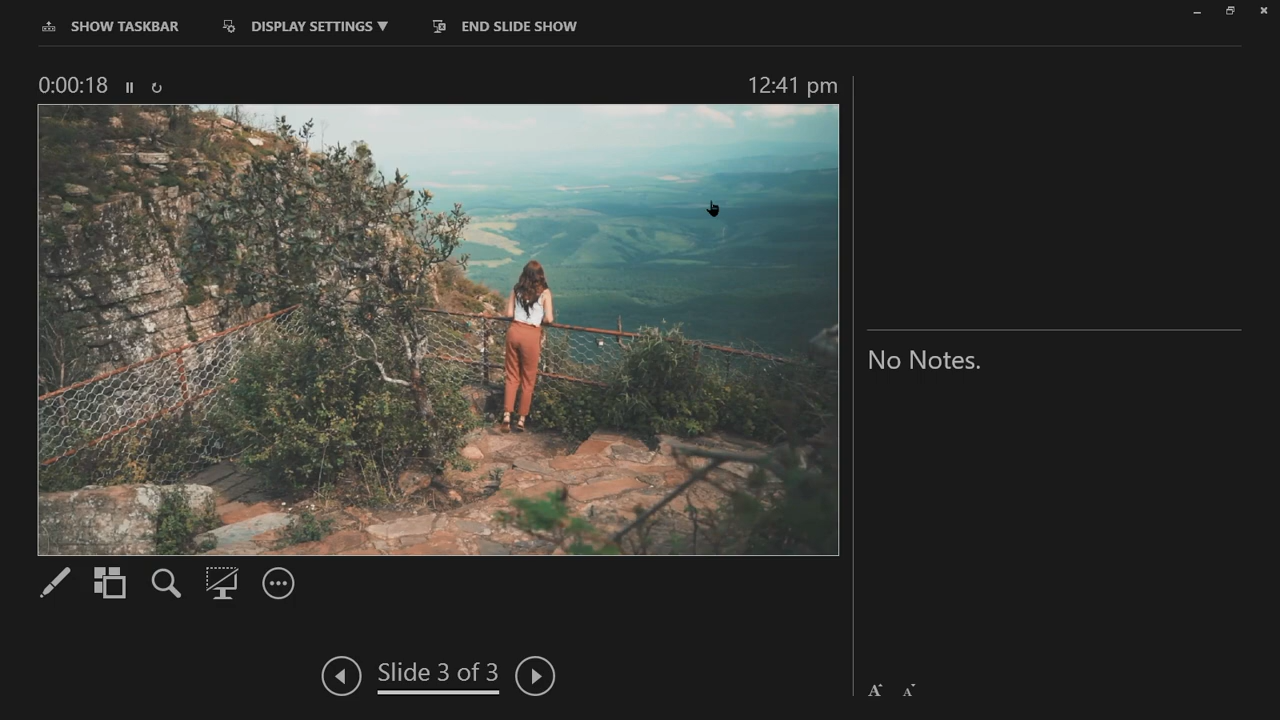 SHOW TASKBAR
DISPLAY SETTINGS ▼
END SLIDE SHOW
0:00:18
12:41 pm
No Notes.
Slide 3 of 3
A A